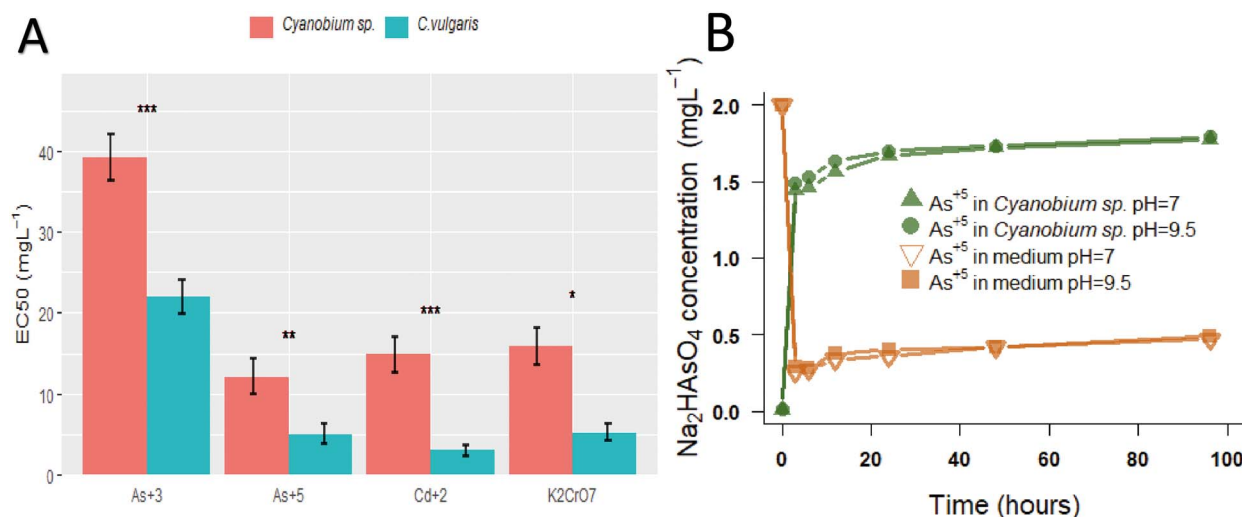 A
Cyanobium sp.
C.vulgaris
EC50 (mgL⁻¹)
40
30
20
10
0
***
**
***
*
As+3
As+5
Cd+2
K2CrO7
B
Na₂HAsO₄ concentration (mgL⁻¹)
2.0
1.5
1.0
0.5
0.0
As⁺⁵ in Cyanobium sp. pH=7
As⁺⁵ in Cyanobium sp. pH=9.5
As⁺⁵ in medium pH=7
As⁺⁵ in medium pH=9.5
0
20
40
60
80
100
Time (hours)